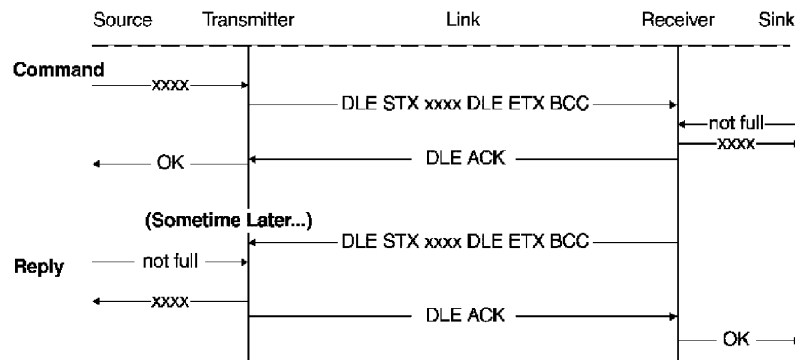 Source Transmitter Link Receiver Sink
Command
xxxx
DLE STX xxxx DLE ETX BCC
not full
xxxx
OK DLE ACK
(Sometime Later...)
DLE STX xxxx DLE ETX BCC
Reply not full
xxxx
DLE ACK
OK